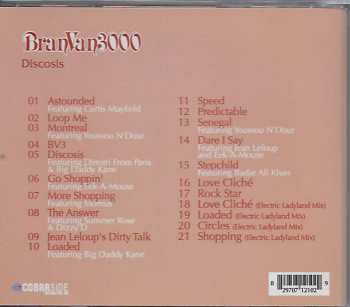 BranVan3000
Discosis
01 Astounded
Featuring Curtis Mayfield
02 Loop Me
03 Montreal
Featuring Youssou N'Dour
04 BV3
05 Discosis
Featuring Dimitri From Paris
& Big Daddy Kane
06 Go Shoppin'
Featuring Eek-A-Mouse
07 More Shopping
Featuring Momus
08 The Answer
Featuring Summer Rose
& Dizzy D
09 Jean Leloup's Dirty Talk
10 Loaded
Featuring Big Daddy Kane
11 Speed
12 Predictable
13 Senegal
Featuring Youssou N'Dour
14 Dare I Say
Featuring Jean Leloup
and Eek-A-Mouse
15 Stepchild
Featuring Badar Ali Khan
16 Love Cliché
17 Rock Star
18 Love Cliché (Electric Ladyland Mix)
19 Loaded (Electric Ladyland Mix)
20 Circles (Electric Ladyland Mix)
21 Shopping (Electric Ladyland Mix)
COBRASIDE
8 29707 12102 9